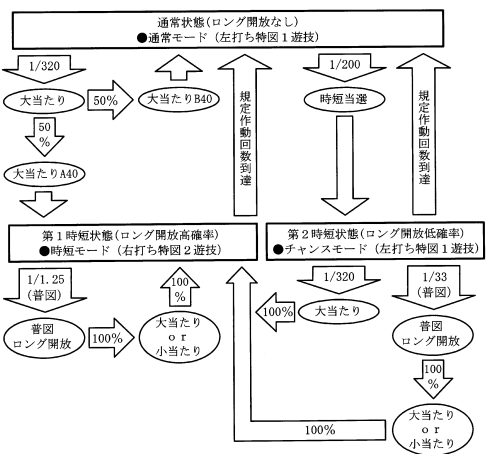 通常状態(ロング開放なし)
●通常モード(左打ち特図1遊技)
1/320
1/200
大当たり
50%
大当たりB40
時短当選
規定作動回数到達
規定作動回数到達
50
%
大当たりA40
第1時短状態(ロング開放高確率)
●時短モード(右打ち特図2遊技)
第2時短状態(ロング開放低確率)
●チャンスモード(左打ち特図1遊技)
1/1.25
(普図)
100
%
1/320
1/33
(普図)
普図
ロング開放
100%
大当たり
or
小当たり
100%
大当たり
普図
ロング開放
100
%
大当たり
or
小当たり
100%